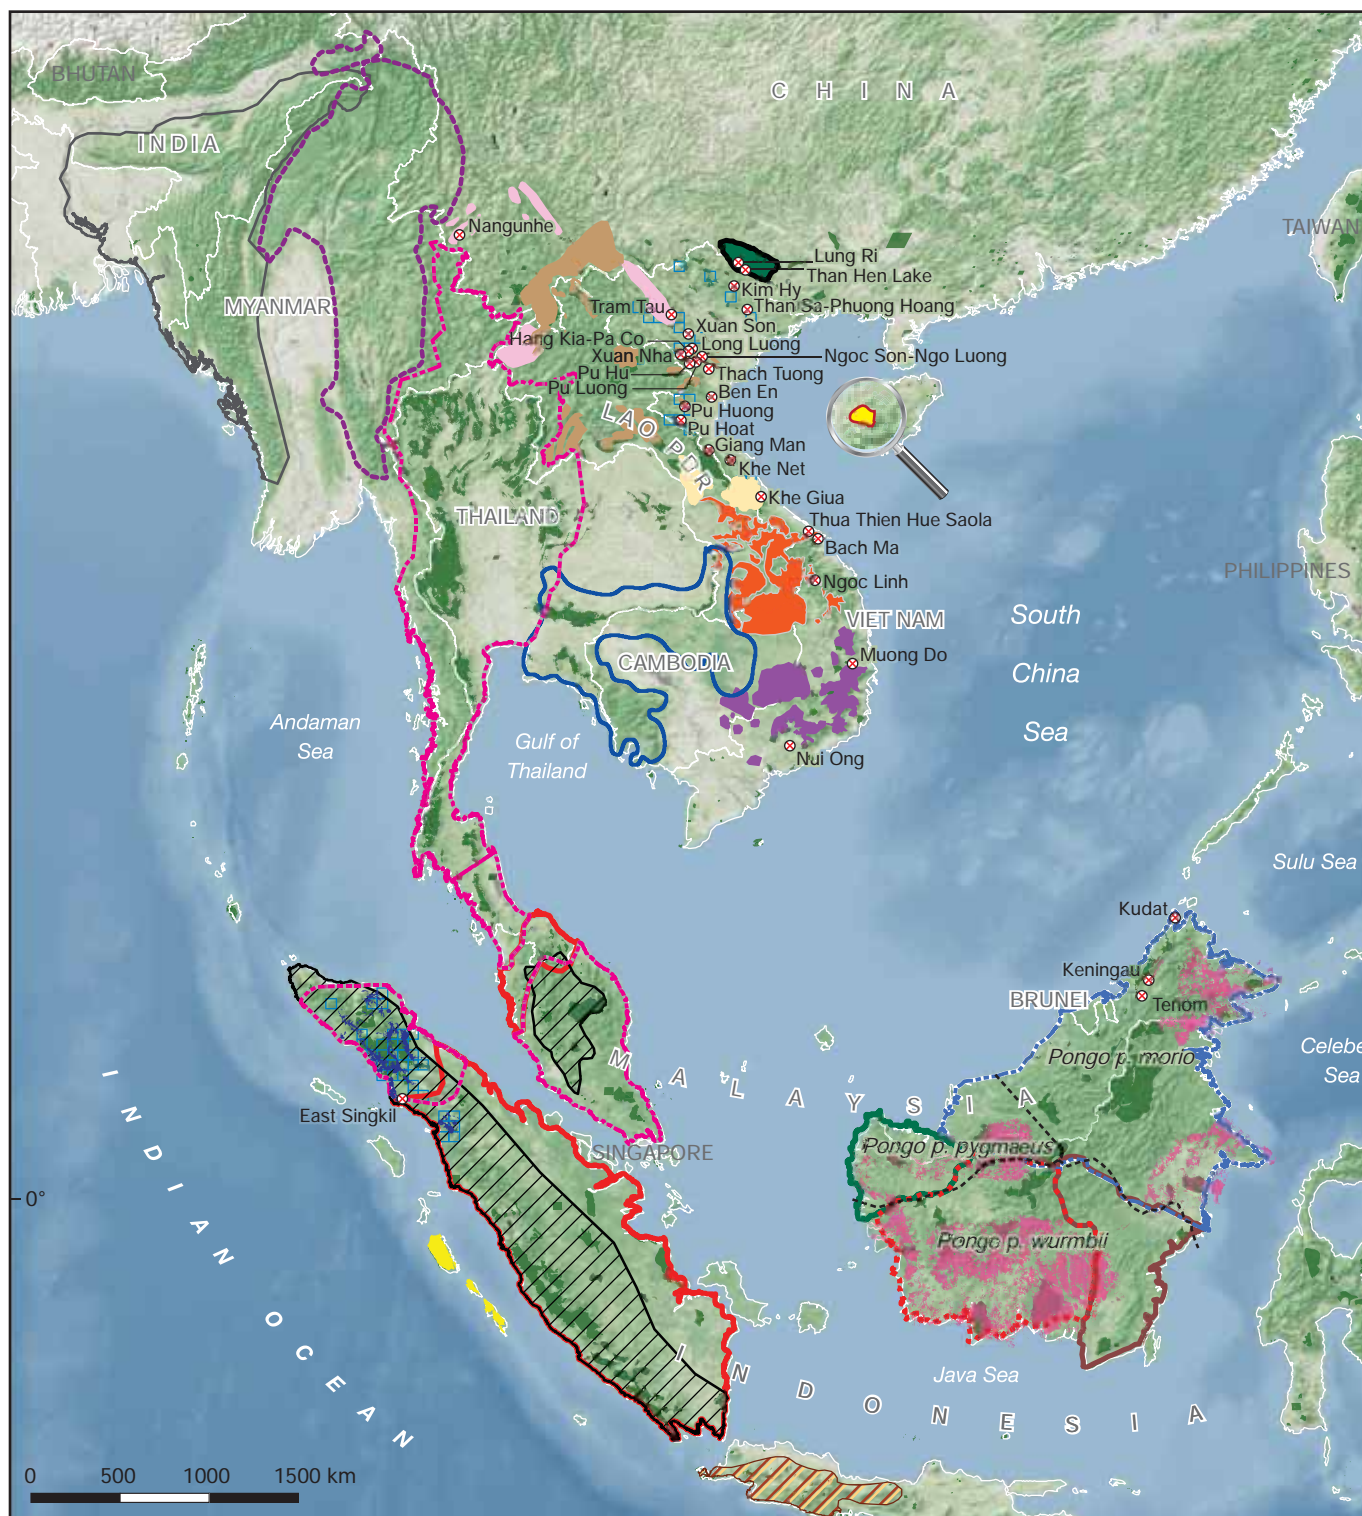 BHUTAN
C H I N A
INDIA
TAIWAN
Nangunhe
Lung Ri
Than Hen Lake
Kim Hy
MYANMAR
Tram Tau
Than Sa-Phuong Hoang
Xuan Son
Hang Kia-Pa Co
Long Luong
Xuan Nha
Ngoc Son-Ngo Luong
Pu Hu
Thach Tuong
Pu Luong
Ben En
Pu Huong
LAO PDR
Pu Hoat
Giang Man
Khe Net
Khe Giua
THAILAND
Thua Thien Hue Saola
Bach Ma
PHILIPPINES
Ngoc Linh
South
China
Sea
VIET NAM
CAMBODIA
Muong Do
Andaman
Sea
Gulf of
Thailand
Nui Ong
Sulu Sea
Kudat
Keningau
BRUNEI
Tenom
Celebe
Sea
Pongo p. morio
M A L A Y S I A
East Singkil
SINGAPORE
Pongo p. pygmaeus
0°
Pongo p. wurmbii
I N D I A N O C E A N
Java Sea
I N D O N E S I A
0 500 1000 1500 km